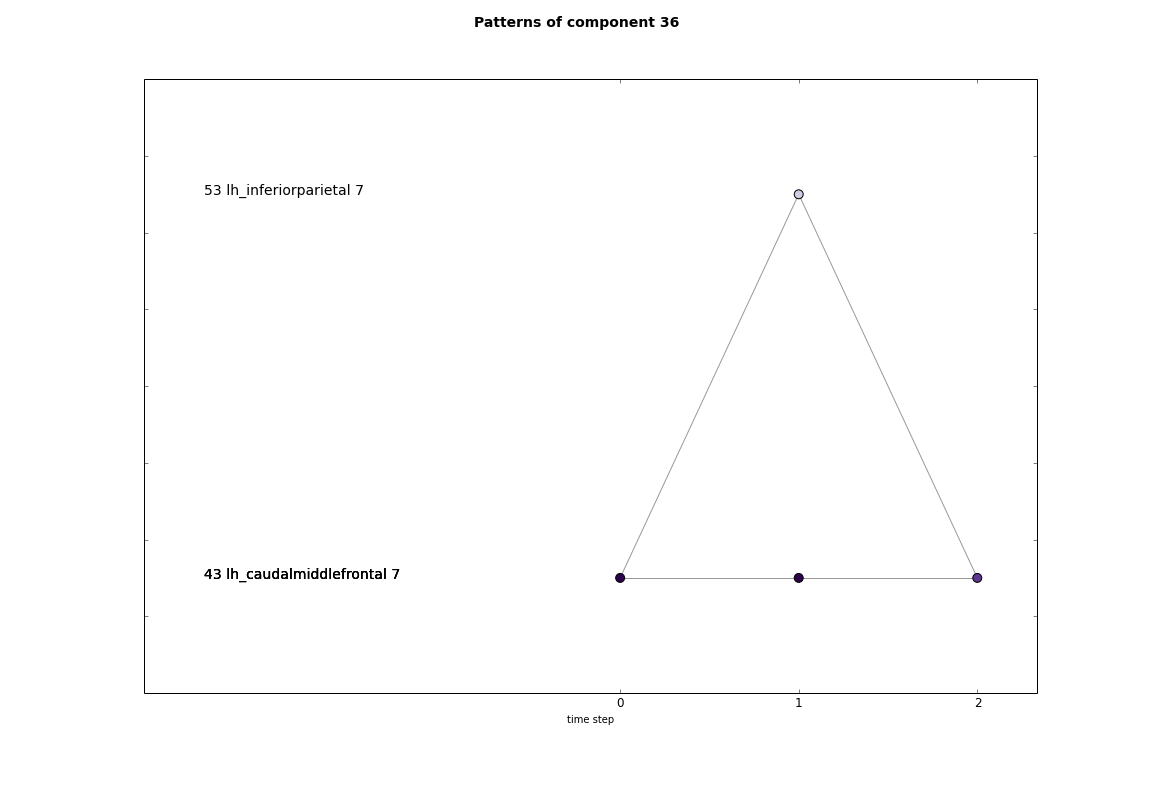 Patterns of component 36
53 lh_inferiorparietal 7
43 lh_caudalmiddlefrontal 7
0 1 2
time step